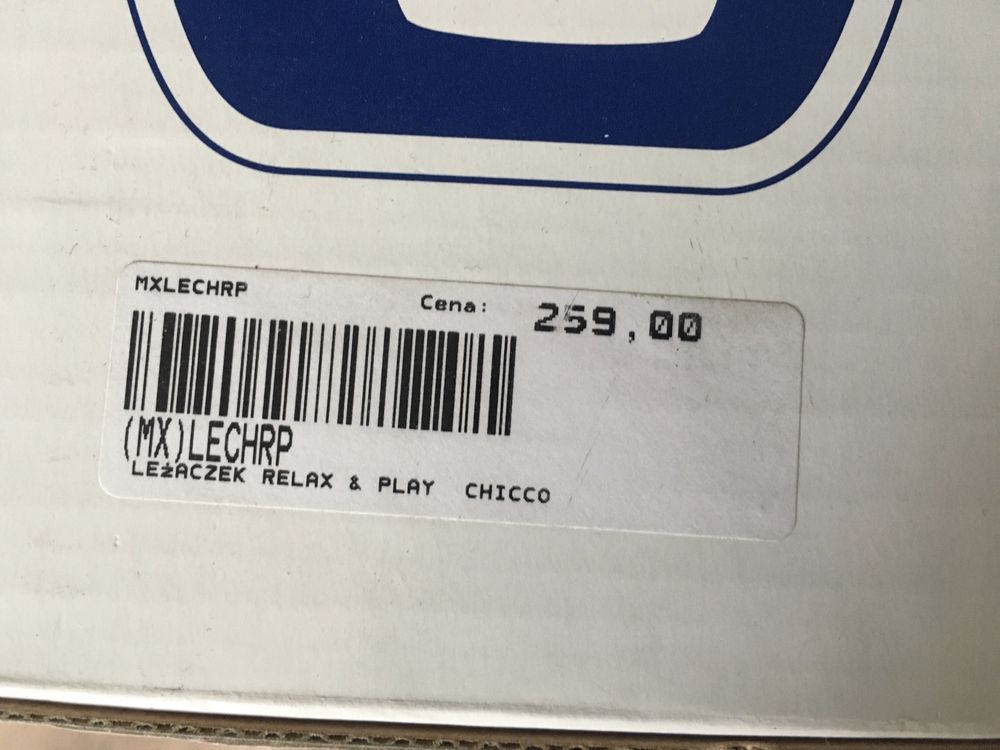 MXLECHRP
Cena: 259,00
(MX)LECHRP
LEżACZEK RELAX & PLAY CHICCO